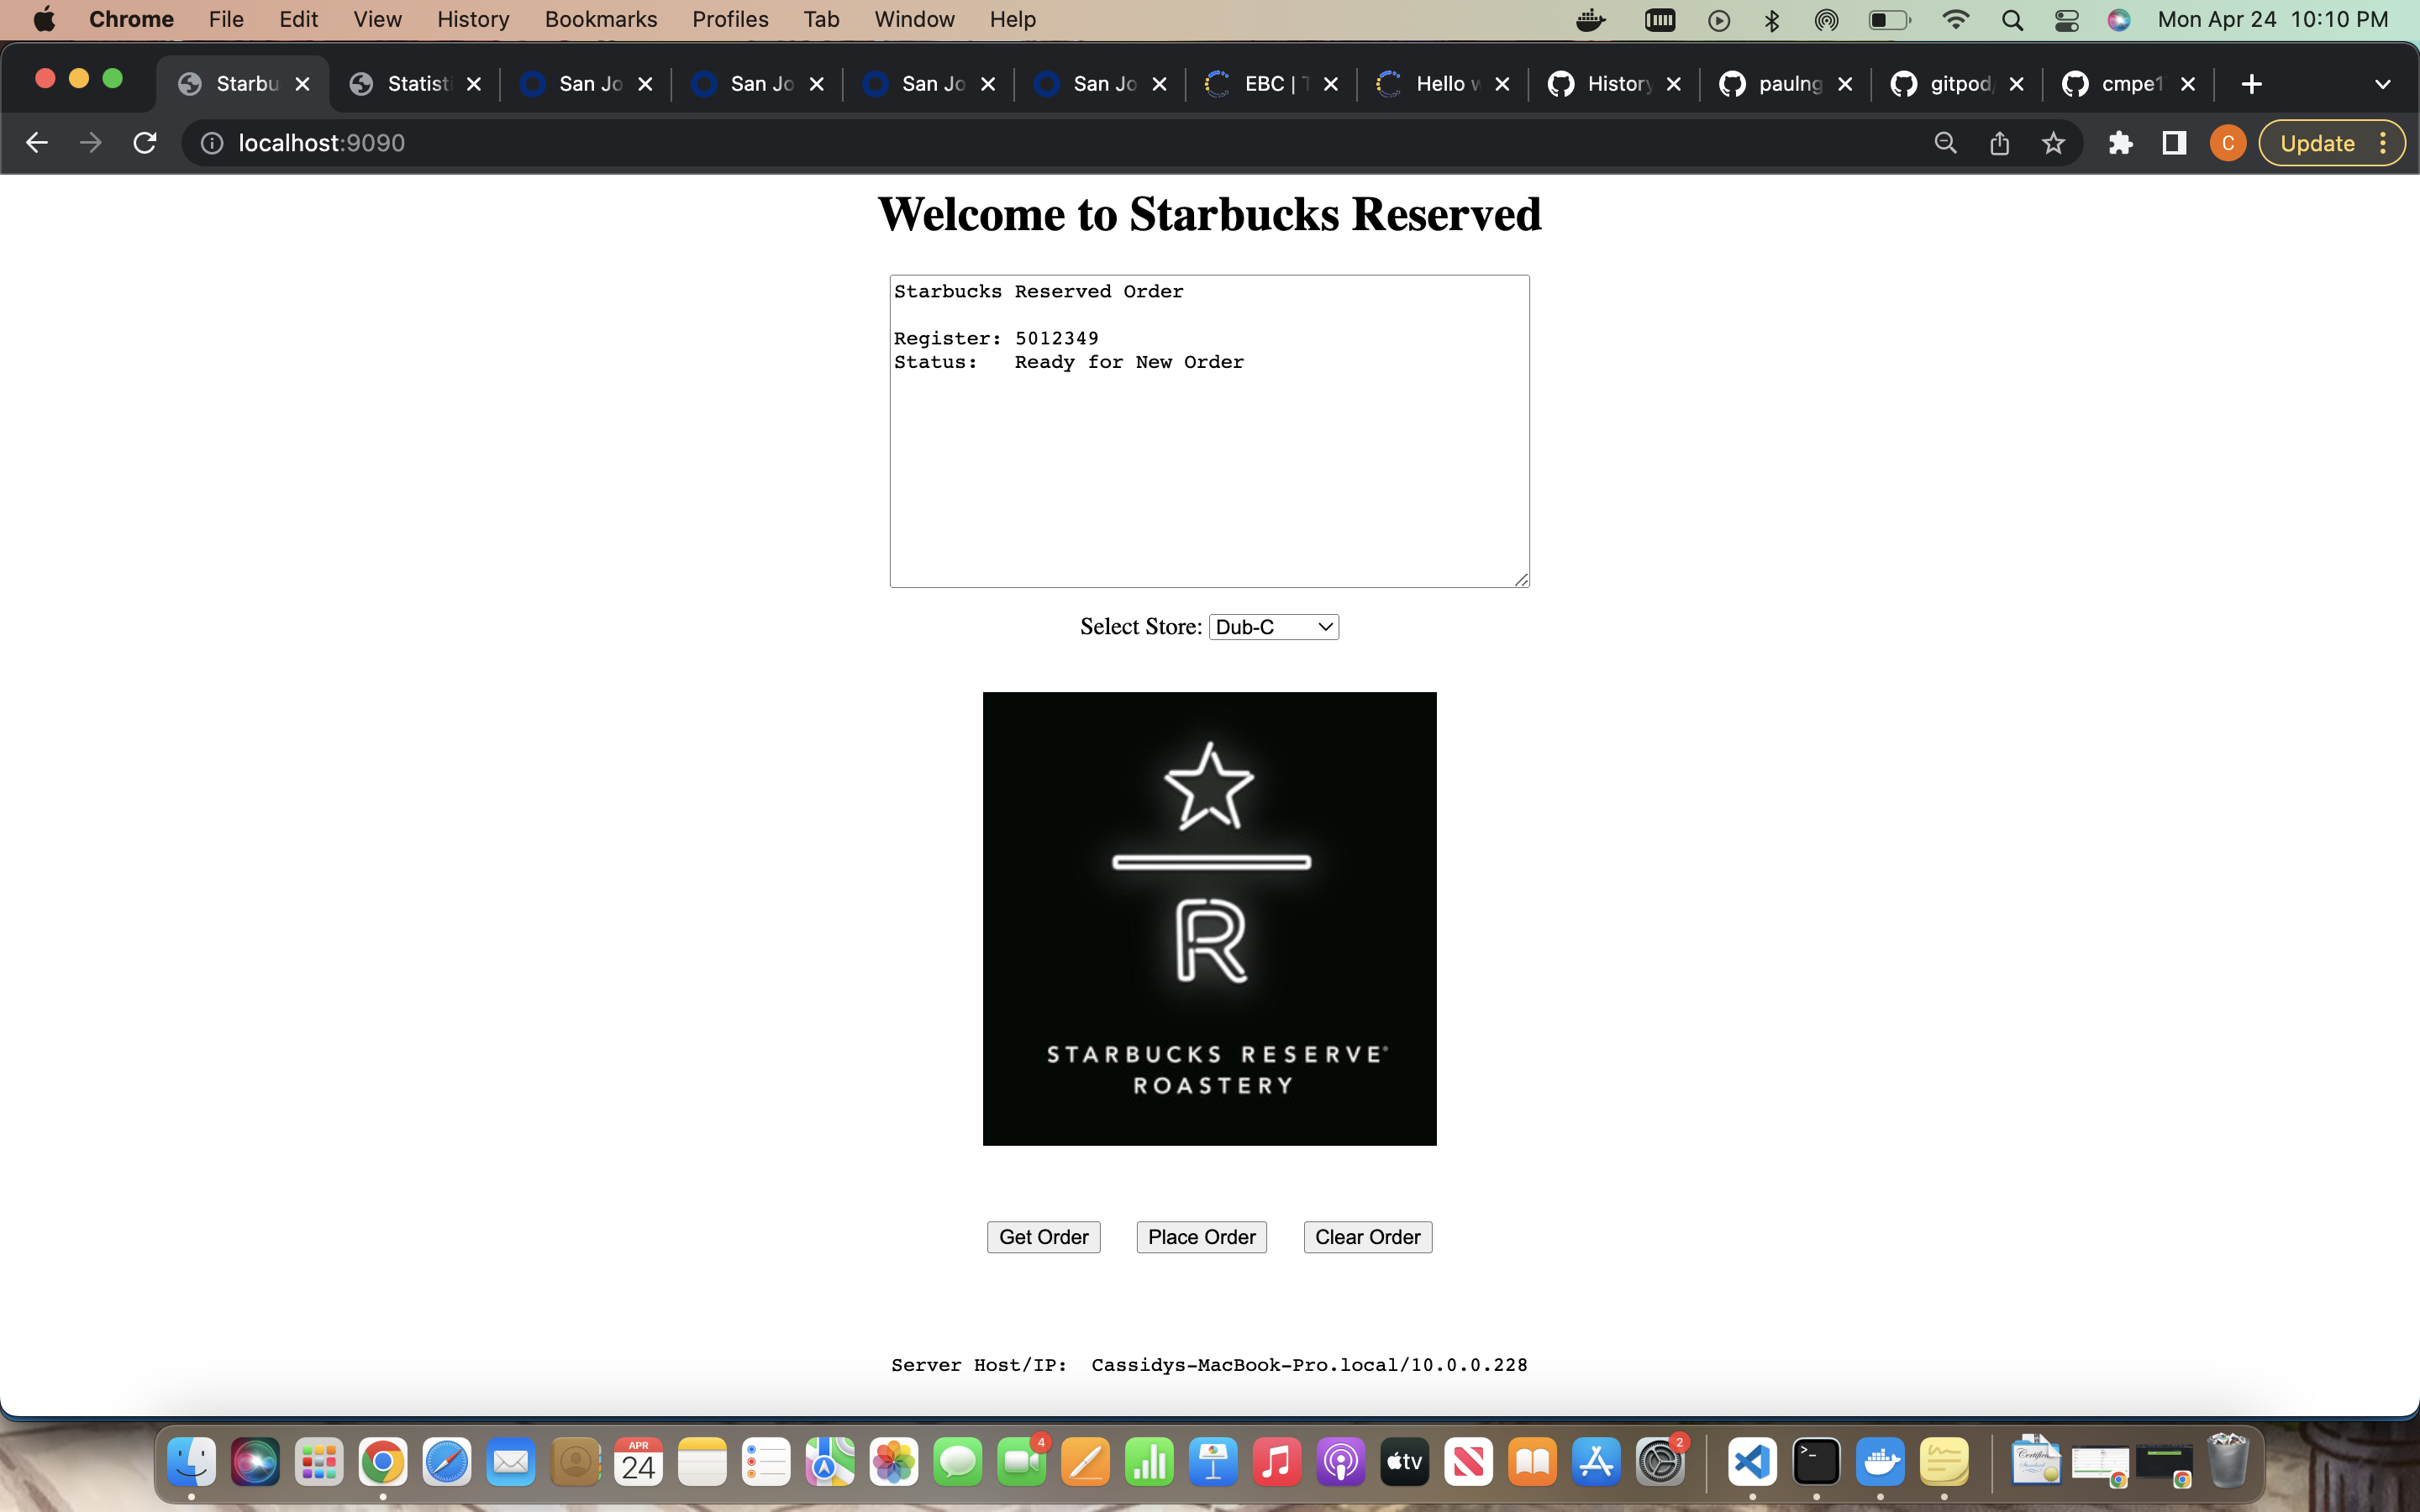 Chrome File Edit View History Bookmarks Profiles Tab Window Help Mon Apr 24 10:10 PM
Starbu Statisti San Jo San Jo San Jo San Jo EBC | T Hello w History paulng gitpod/ cmpe1
localhost:9090 C Update
Welcome to Starbucks Reserved
Starbucks Reserved Order
Register: 5012349
Status: Ready for New Order
Select Store: Dub-C
R
STARBUCKS RESERVE®
ROASTERY
Get Order Place Order Clear Order
Server Host/IP: Cassidys-MacBook-Pro.local/10.0.0.228
APR
24
4
tv
2